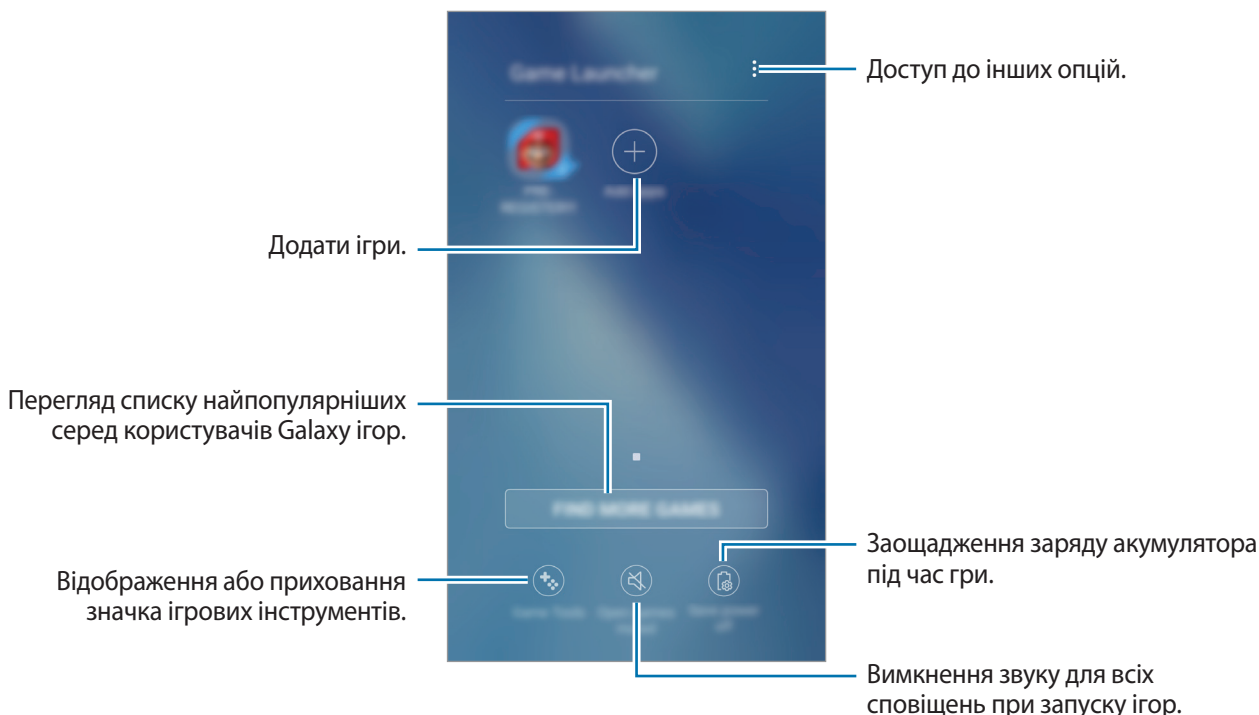 Game Launcher
Доступ до інших опцій.
Додати ігри.
Перегляд списку найпопулярніших
серед користувачів Galaxy ігор.
FIND MORE GAMES
Заощадження заряду акумулятора
під час гри.
Відображення або приховання
значка ігрових інструментів.
Game Tools
Вимкнення звуку для всіх
сповіщень при запуску ігор.